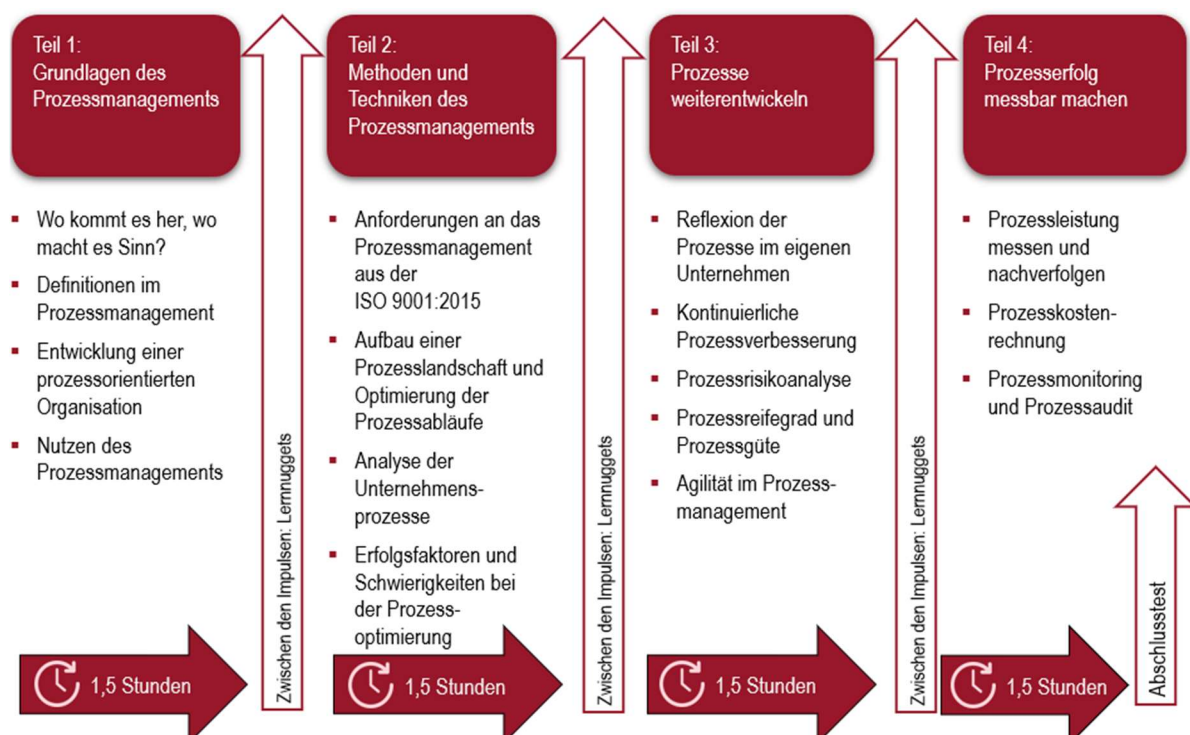 Teil 1:
Grundlagen des
Prozessmanagements
▪ Wo kommt es her, wo
macht es Sinn?
▪ Definitionen im
Prozessmanagement
▪ Entwicklung einer
prozessorientierten
Organisation
▪ Nutzen des
Prozessmanagements
1,5 Stunden
Zwischen den Impulsen: Lernnuggets
Teil 2:
Methoden und
Techniken des
Prozessmanagements
▪ Anforderungen an das
Prozessmanagement
aus der
ISO 9001:2015
▪ Aufbau einer
Prozesslandschaft und
Optimierung der
Prozessabläufe
▪ Analyse der
Unternehmens-
prozesse
▪ Erfolgsfaktoren und
Schwierigkeiten bei
der Prozess-
optimierung
1,5 Stunden
Zwischen den Impulsen: Lernnuggets
Teil 3:
Prozesse
weiterentwickeln
▪ Reflexion der
Prozesse im eigenen
Unternehmen
▪ Kontinuierliche
Prozessverbesserung
▪ Prozessrisikoanalyse
▪ Prozessreifegrad und
Prozessgüte
▪ Agilität im Prozess-
management
1,5 Stunden
Zwischen den Impulsen: Lernnuggets
Teil 4:
Prozesserfolg
messbar machen
▪ Prozessleistung
messen und
nachverfolgen
▪ Prozesskosten-
rechnung
▪ Prozessmonitoring
und Prozessaudit
1,5 Stunden
Abschlusstest